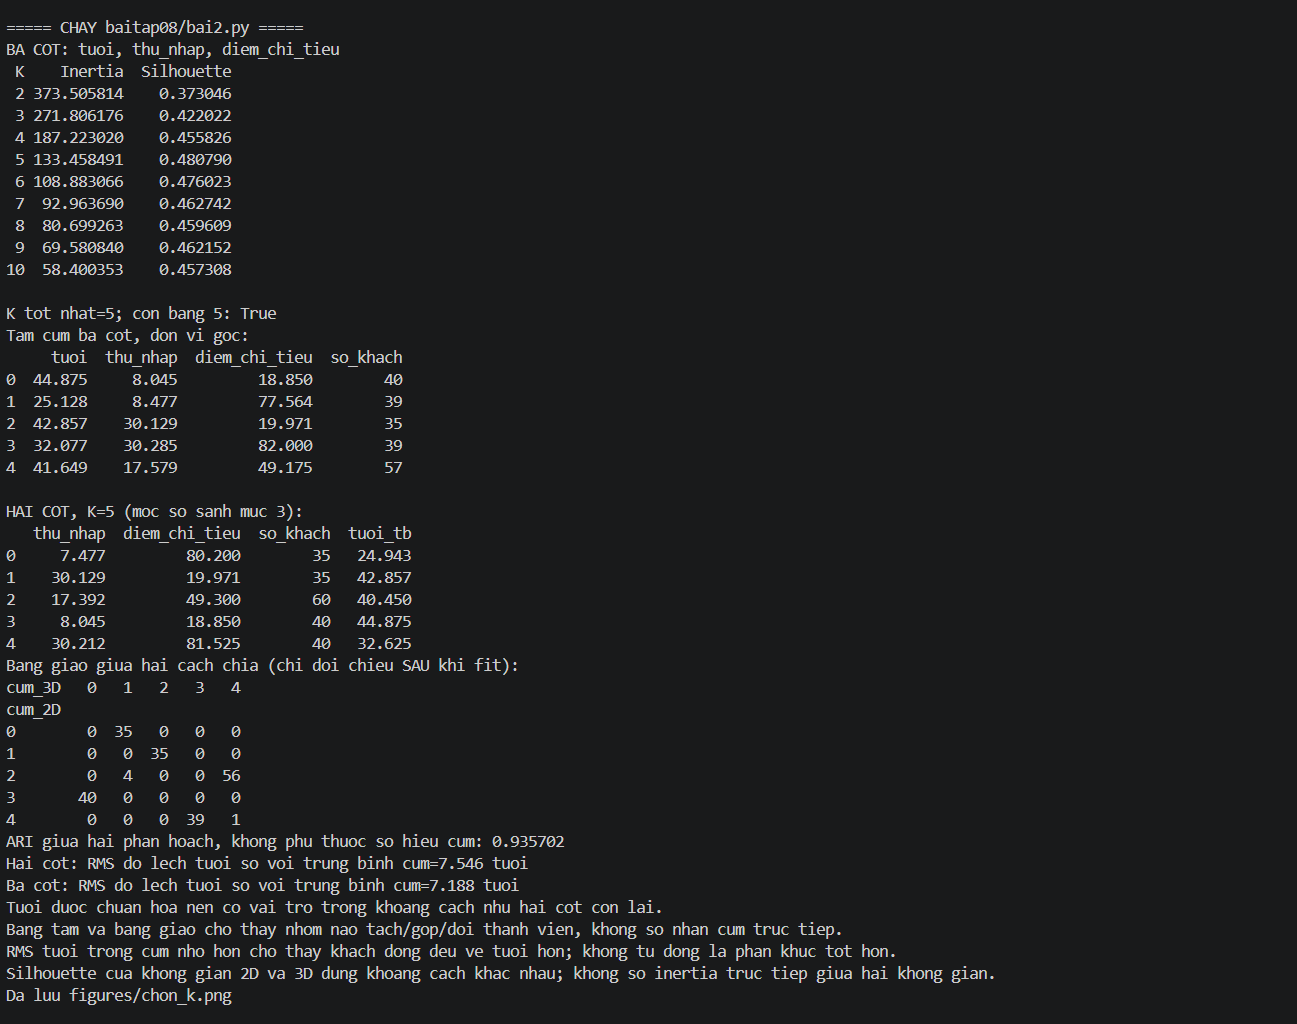 ===== CHAY baitap08/bai2.py =====
BA COT: tuoi, thu_nhap, diem_chi_tieu
 K    Inertia  Silhouette
 2 373.505814    0.373046
 3 271.806176    0.422022
 4 187.223020    0.455826
 5 133.458491    0.480790
 6 108.883066    0.476023
 7  92.963690    0.462742
 8  80.699263    0.459609
 9  69.580840    0.462152
10  58.400353    0.457308
K tot nhat=5; con bang 5: True
Tam cum ba cot, don vi goc:
     tuoi  thu_nhap  diem_chi_tieu  so_khach
0  44.875     8.045         18.850        40
1  25.128     8.477         77.564        39
2  42.857    30.129         19.971        35
3  32.077    30.285         82.000        39
4  41.649    17.579         49.175        57
HAI COT, K=5 (moc so sanh muc 3):
   thu_nhap  diem_chi_tieu  so_khach  tuoi_tb
0     7.477         80.200        35   24.943
1    30.129         19.971        35   42.857
2    17.392         49.300        60   40.450
3     8.045         18.850        40   44.875
4    30.212         81.525        40   32.625
Bang giao giua hai cach chia (chi doi chieu SAU khi fit):
cum_3D   0   1   2   3   4
cum_2D
0        0  35   0   0   0
1        0   0  35   0   0
2        0   4   0   0  56
3       40   0   0   0   0
4        0   0   0  39   1
ARI giua hai phan hoach, khong phu thuoc so hieu cum: 0.935702
Hai cot: RMS do lech tuoi so voi trung binh cum=7.546 tuoi
Ba cot: RMS do lech tuoi so voi trung binh cum=7.188 tuoi
Tuoi duoc chuan hoa nen co vai tro trong khoang cach nhu hai cot con lai.
Bang tam va bang giao cho thay nhom nao tach/gop/doi thanh vien, khong so nhan cum truc tiep.
RMS tuoi trong cum nho hon cho thay khach dong deu ve tuoi hon; khong tu dong la phan khuc tot hon.
Silhouette cua khong gian 2D va 3D dung khoang cach khac nhau; khong so inertia truc tiep giua hai khong gian.
Da luu figures/chon_k.png